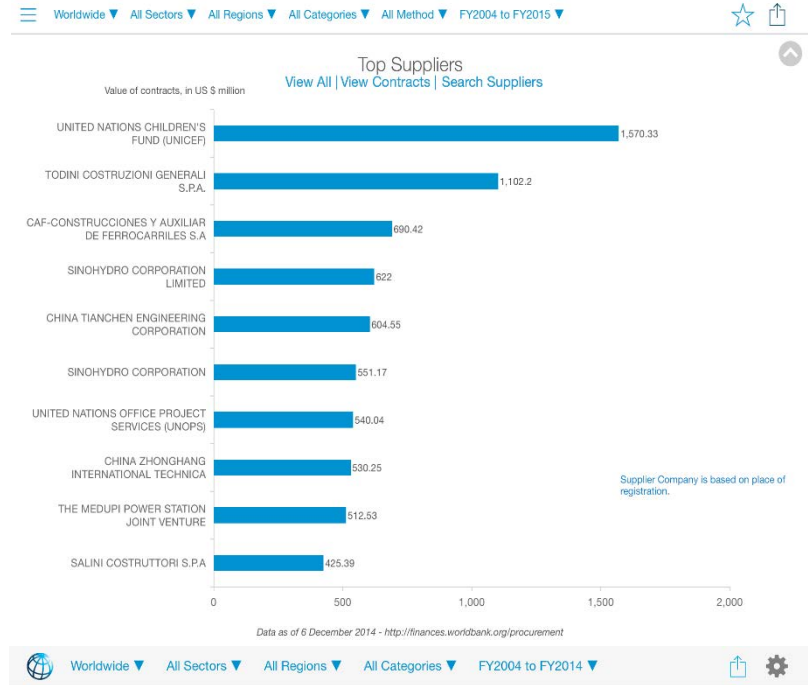 Worldwide ▼ All Sectors ▼ All Regions ▼ All Categories ▼ All Method ▼ FY2004 to FY2015 ▼
Top Suppliers
View All | View Contracts | Search Suppliers
Value of contracts, in US $ million
UNITED NATIONS CHILDREN'S
FUND (UNICEF)
1,570.33
TODINI COSTRUZIONI GENERALI
S.P.A.
1,102.2
CAF-CONSTRUCCIONES Y AUXILIAR
DE FERROCARRILES S.A
690.42
SINOHYDRO CORPORATION
LIMITED
622
CHINA TIANCHEN ENGINEERING
CORPORATION
604.55
SINOHYDRO CORPORATION
551.17
UNITED NATIONS OFFICE PROJECT
SERVICES (UNOPS)
540.04
CHINA ZHONGHANG
INTERNATIONAL TECHNICA
530.25
Supplier Company is based on place of
registration.
THE MEDUPI POWER STATION
JOINT VENTURE
512.53
SALINI COSTRUTTORI S.P.A
425.39
0 500 1,000 1,500 2,000
Data as of 6 December 2014 - http://finances.worldbank.org/procurement
Worldwide ▼ All Sectors ▼ All Regions ▼ All Categories ▼ FY2004 to FY2014 ▼